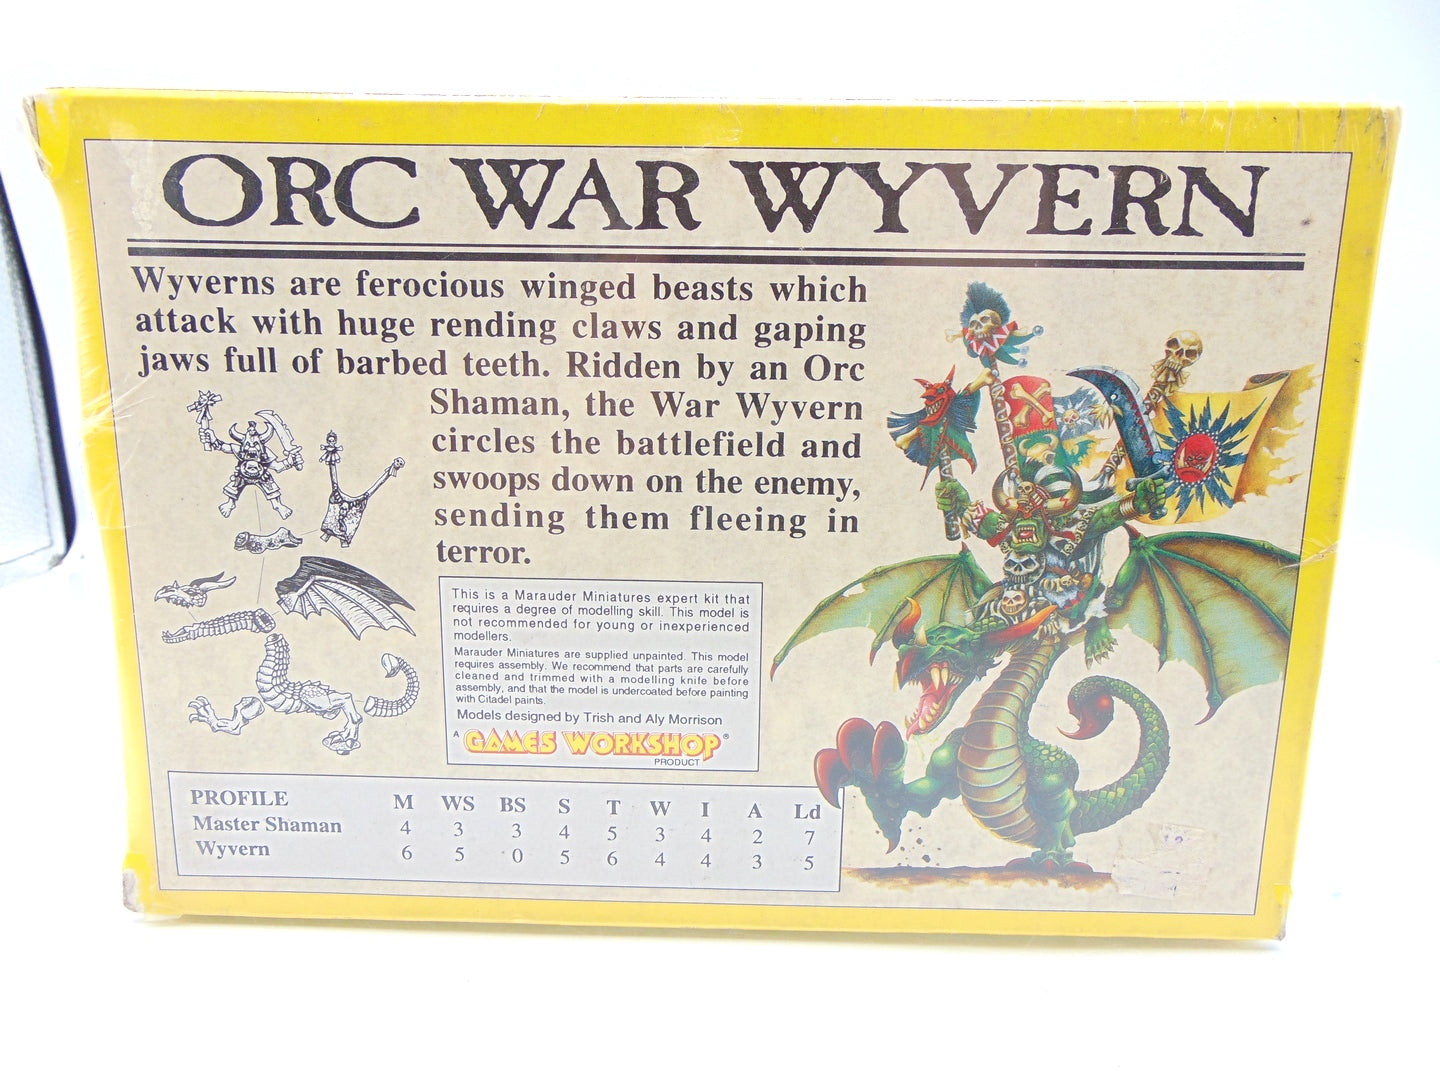 ORC WAR WYVERN
Wyverns are ferocious winged beasts which
attack with huge rending claws and gaping
jaws full of barbed teeth. Ridden by an Orc
Shaman, the War Wyvern
circles the battlefield and
swoops down on the enemy,
sending them fleeing in
terror.
This is a Marauder Miniatures expert kit that
requires a degree of modelling skill. This model is
not recommended for young or inexperienced
modellers.
Marauder Miniatures are supplied unpainted. This model
requires assembly. We recommend that parts are carefully
cleaned and trimmed with a modelling knife before
assembly, and that the model is undercoated before painting
with Citadel paints.
Models designed by Trish and Aly Morrison
A GAMES WORKSHOP®
PRODUCT
PROFILE M WS BS S T W I A Ld
Master Shaman 4 3 3 4 5 3 4 2 7
Wyvern 6 5 0 5 6 4 4 3 5